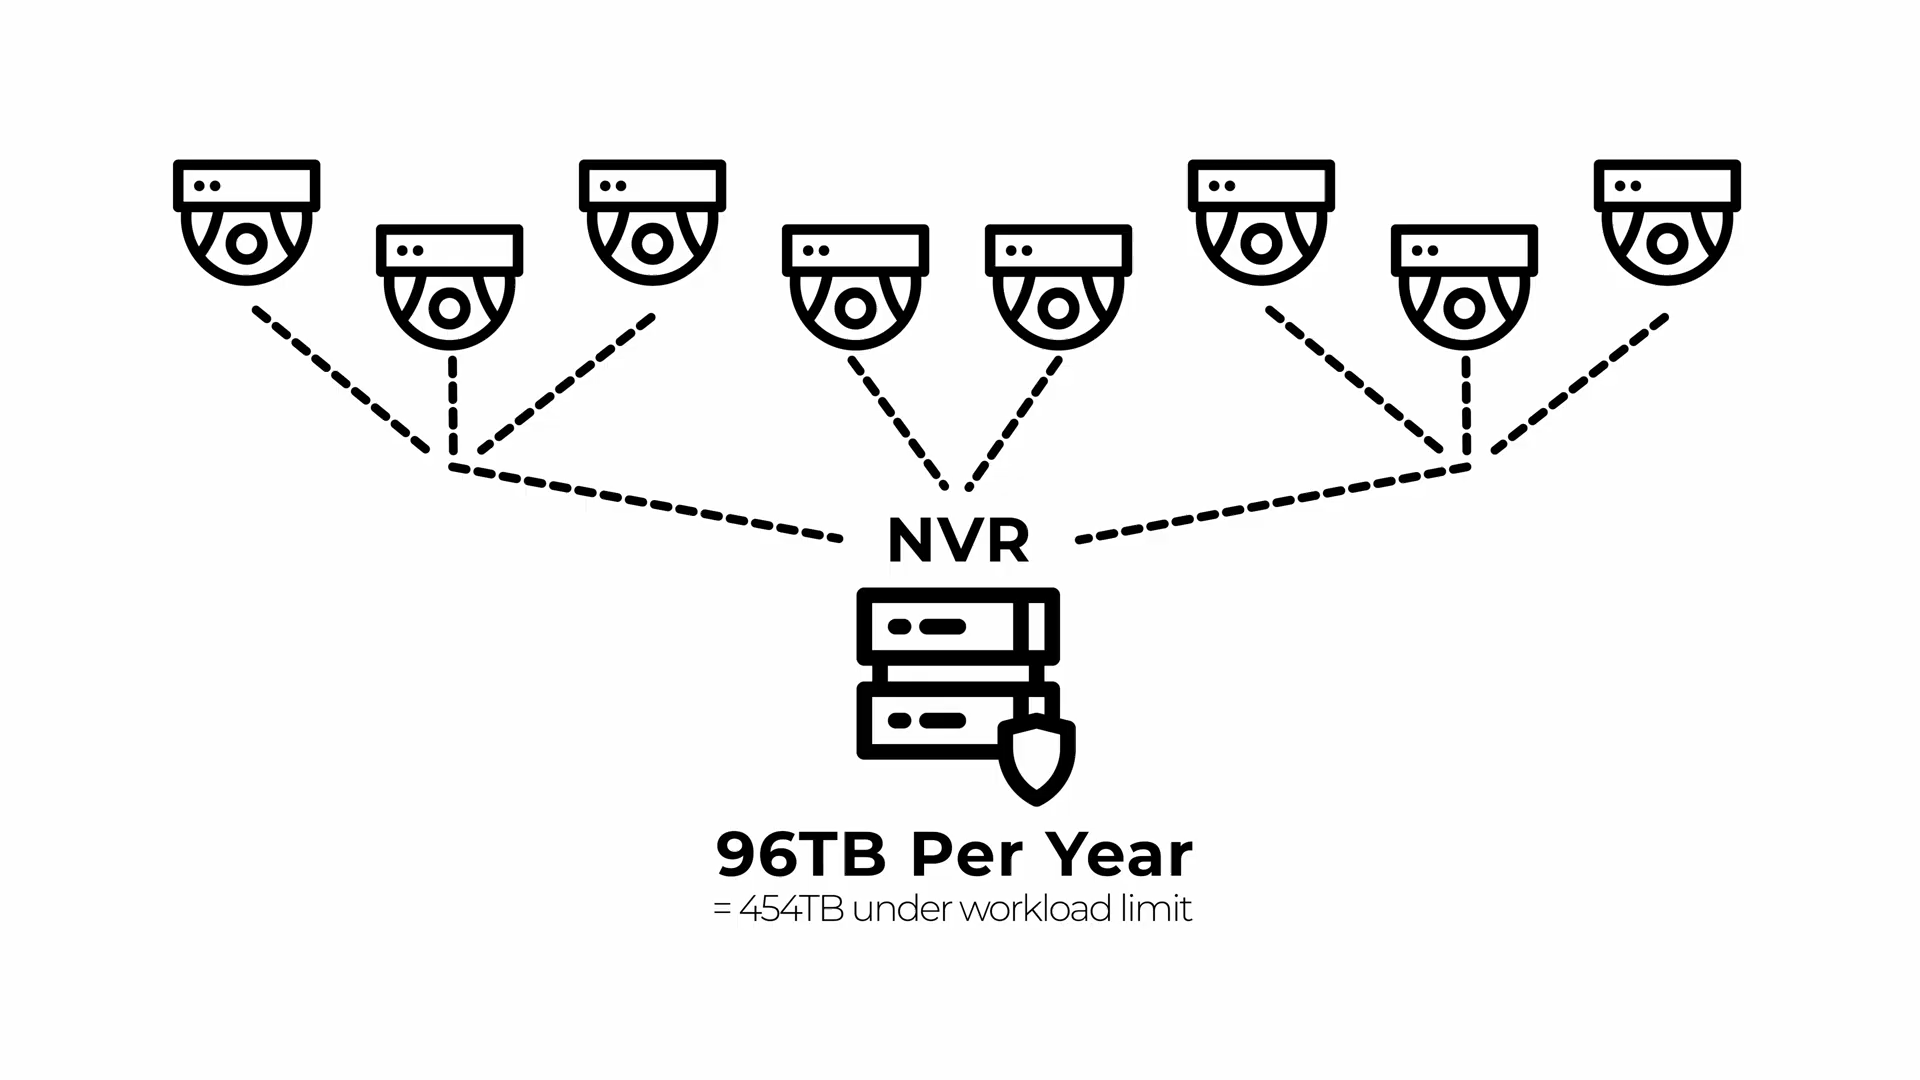 NVR
96TB Per Year
= 454TB under workload limit